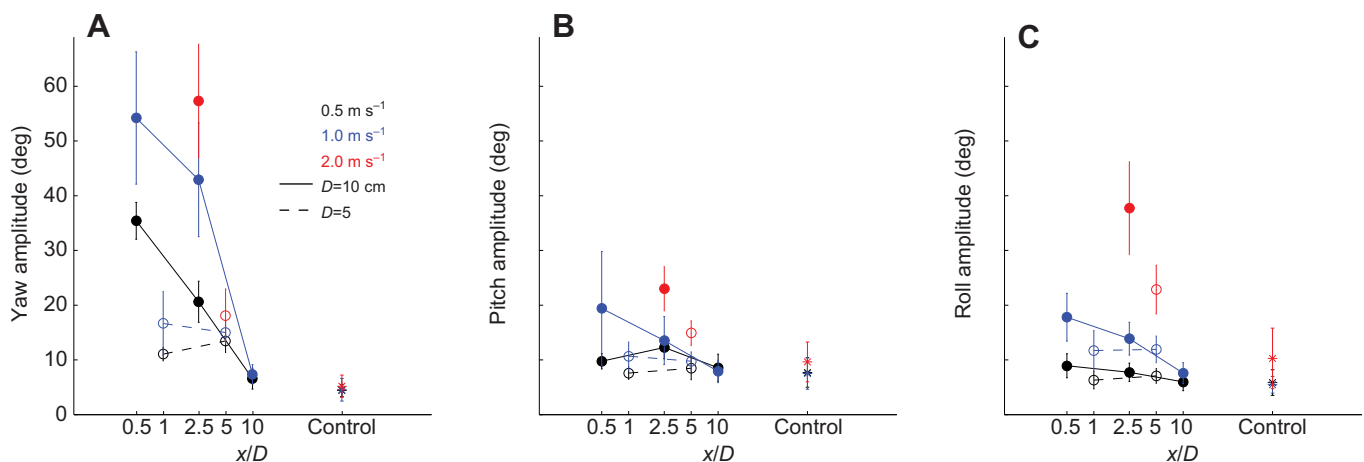 A
Yaw amplitude (deg)
60
50
40
30
20
10
0
0.5 m s⁻¹
1.0 m s⁻¹
2.0 m s⁻¹
D=10 cm
D=5
0.5 1 2.5 5 10 Control
x/D
B
Pitch amplitude (deg)
0.5 1 2.5 5 10 Control
x/D
C
Roll amplitude (deg)
0.5 1 2.5 5 10 Control
x/D